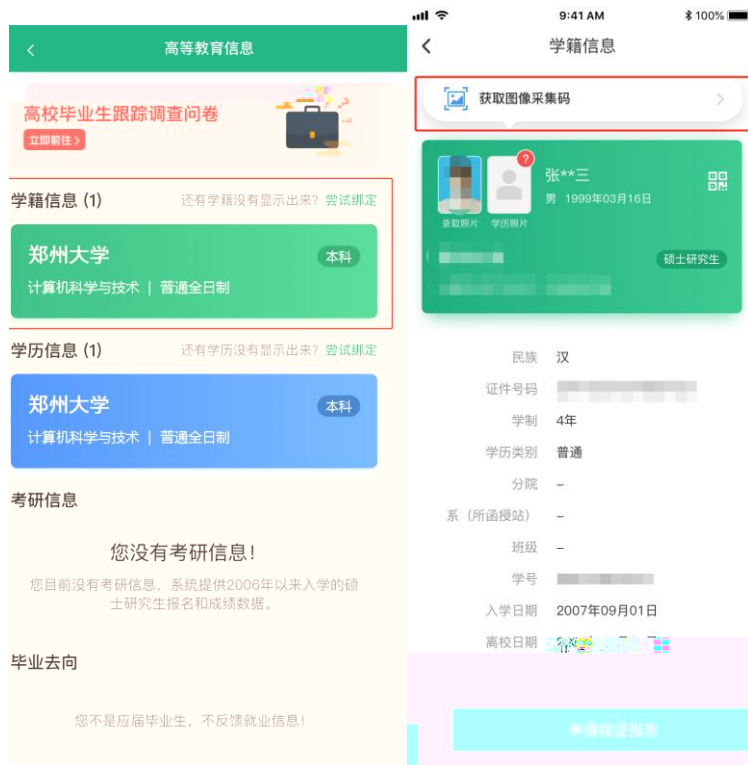 高等教育信息
高校毕业生跟踪调查问卷
立即前往>
学籍信息 (1)
还有学籍没有显示出来? 尝试绑定
郑州大学
本科
计算机科学与技术 | 普通全日制
学历信息 (1)
还有学历没有显示出来? 尝试绑定
郑州大学
本科
计算机科学与技术 | 普通全日制
考研信息
您没有考研信息!
您目前没有考研信息,系统提供2006年以来入学的硕
士研究生报名和成绩数据。
毕业去向
您不是应届毕业生,不反馈就业信息!
9:41 AM
100%
学籍信息
获取图像采集码
?
张**三
男 1999年03月16日
录取照片 学历照片
硕士研究生
民族 汉
证件号码
学制 4年
学历类别 普通
分院 –
系(所函授站) –
班级 –
学号
入学日期 2007年09月01日
离校日期